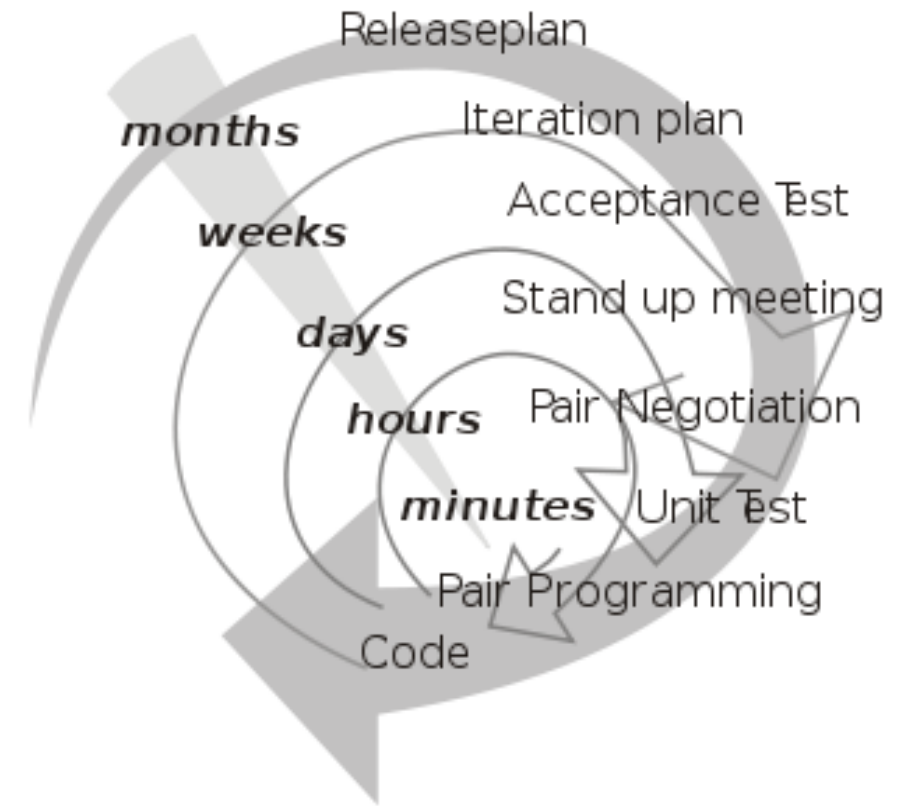 Releaseplan
Iteration plan
months
Acceptance Test
weeks
Stand up meeting
days
Pair Negotiation
hours
minutes
Unit Test
Pair Programming
Code